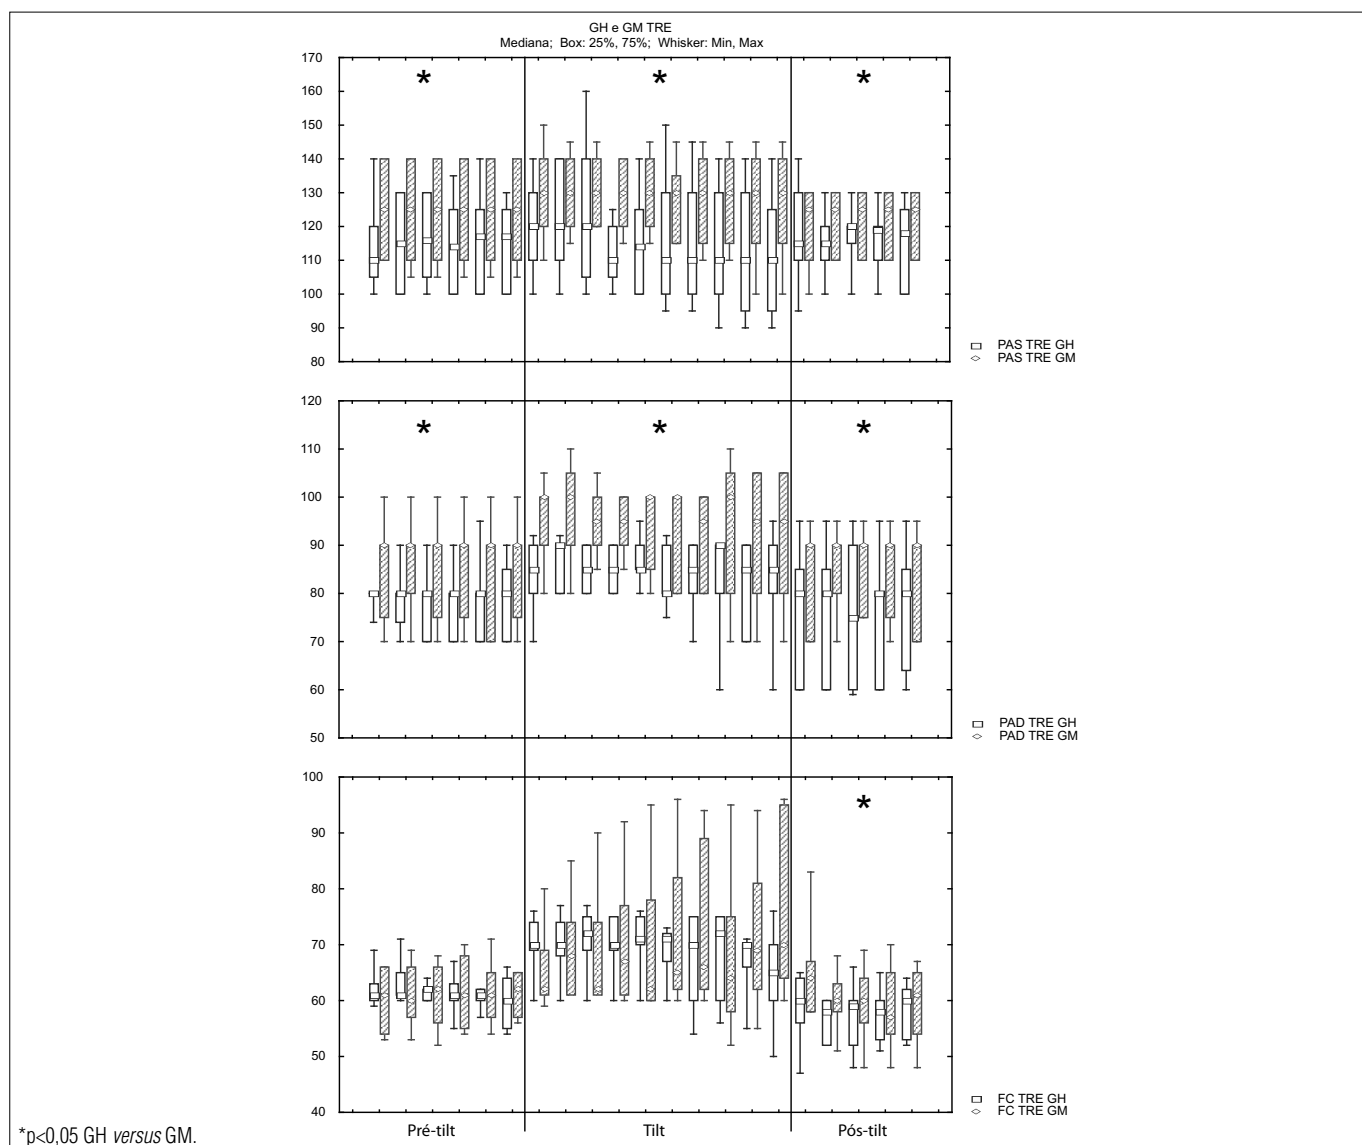 GH e GM TRE
Mediana; Box: 25%, 75%; Whisker: Min, Max
170
160
150
140
130
120
110
100
90
80
* * *
PAS TRE GH
PAS TRE GM
120
110
100
90
80
70
60
50
* * *
PAD TRE GH
PAD TRE GM
100
90
80
70
60
50
40
*
FC TRE GH
FC TRE GM
Pré-tilt Tilt Pós-tilt
*p<0,05 GH versus GM.